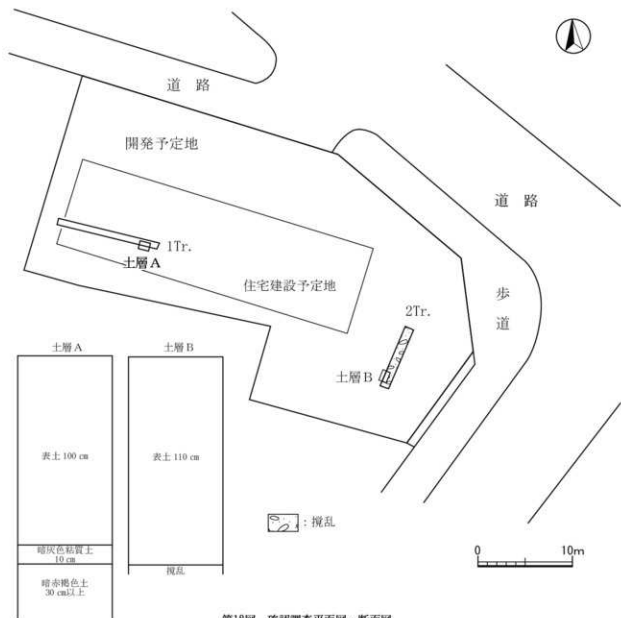 道 路
開発予定地
道 路
1Tr.
土層A
住宅建設予定地
歩道
2Tr.
土層B
土層A
土層B
表土 100 cm
表土 110 cm
：攪乱
暗灰色粘質土
10 cm
攪乱
暗赤褐色土
30 cm以上
0
10m